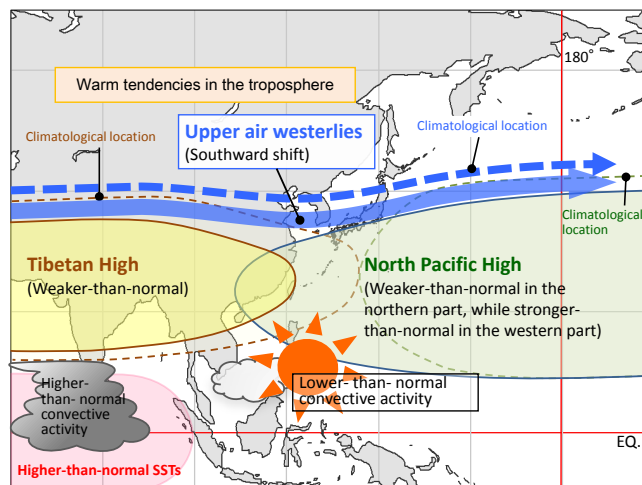 180°
Warm tendencies in the troposphere
Climatological location
Upper air westerlies
(Southward shift)
Climatological
location
Climatological
location
Tibetan High
(Weaker-than-normal)
North Pacific High
(Weaker-than-normal in the
northern part, while stronger-
than-normal in the western part)
Higher-
than- normal
convective
activity
Lower- than- normal
convective activity
EQ.
Higher-than-normal SSTs